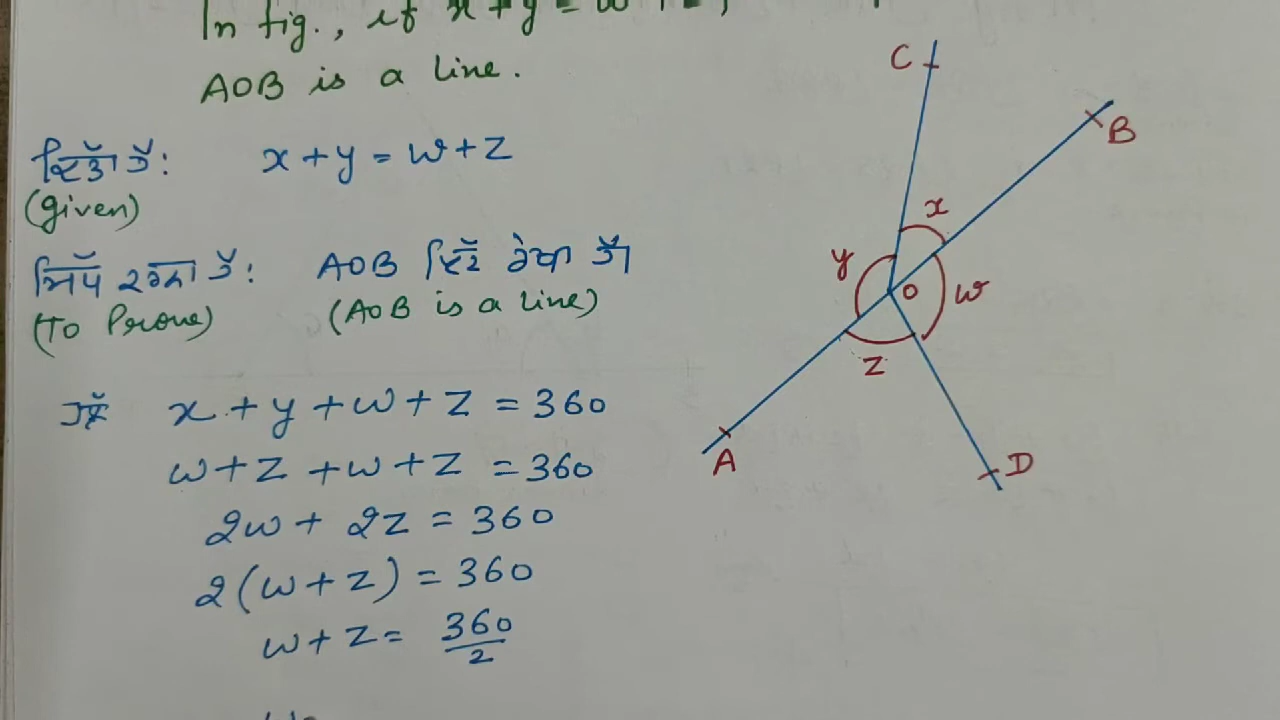 In fig., if x + y = w + z,
AOB is a line.
ਦਿੱਤਾ ਹੈ: x + y = w + z
(given)
ਸਿੱਧ ਕਰਨਾ ਹੈ: AOB ਇੱਕ ਰੇਖਾ ਹੈ।
(To Prove) (AOB is a line)
x + y + w + z = 360
w + z + w + z = 360
2w + 2z = 360
2(w + z) = 360
w + z = 360/2
C
B
x
y
O
w
z
A
D